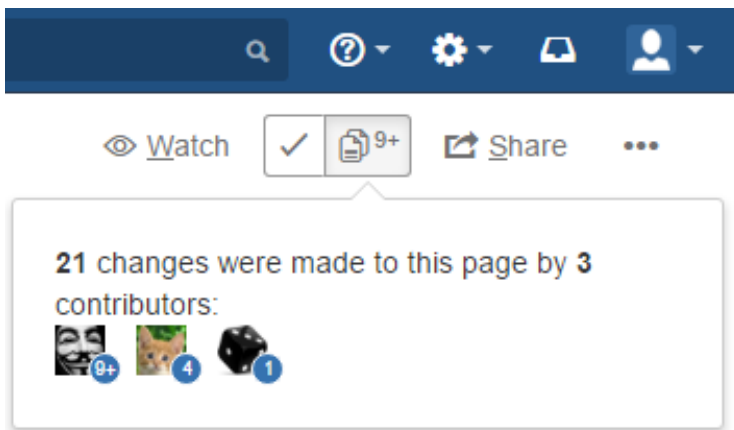 9+
Watch
Share
21 changes were made to this page by 3
contributors:
9+ 4 1